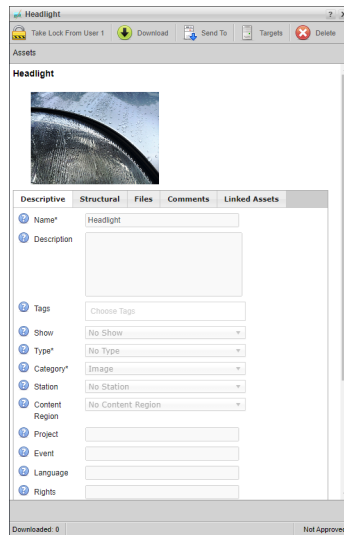 Headlight ? X
Take Lock From User 1 Download Send To Targets Delete
Assets
Headlight
Descriptive Structural Files Comments Linked Assets
? Name* Headlight
? Description
? Tags Choose Tags
? Show No Show
? Type* No Type
? Category* Image
? Station No Station
? Content No Content Region
Region
? Project
? Event
? Language
? Rights
Downloaded: 0 Not Approved